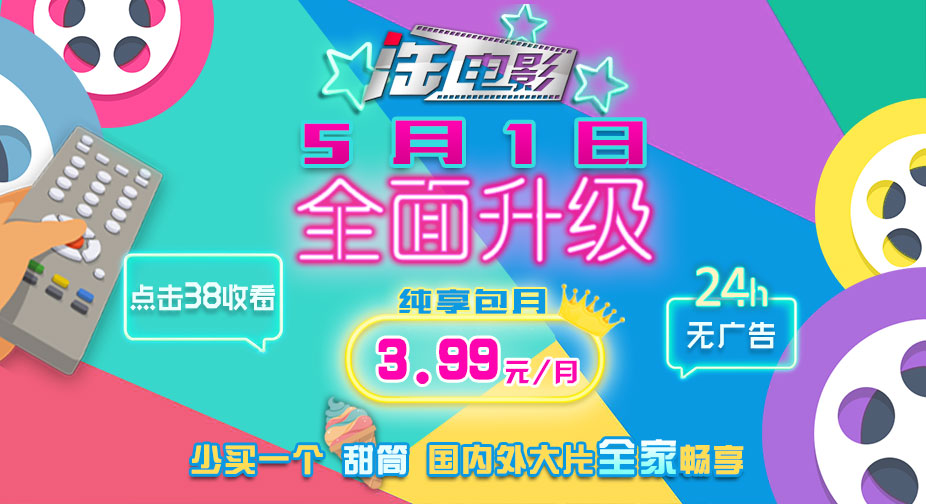 淘电影
5月1日
全面升级
点击38收看
纯享包月
3.99元/月
24h
无广告
少买一个 甜筒 国内外大片全家畅享